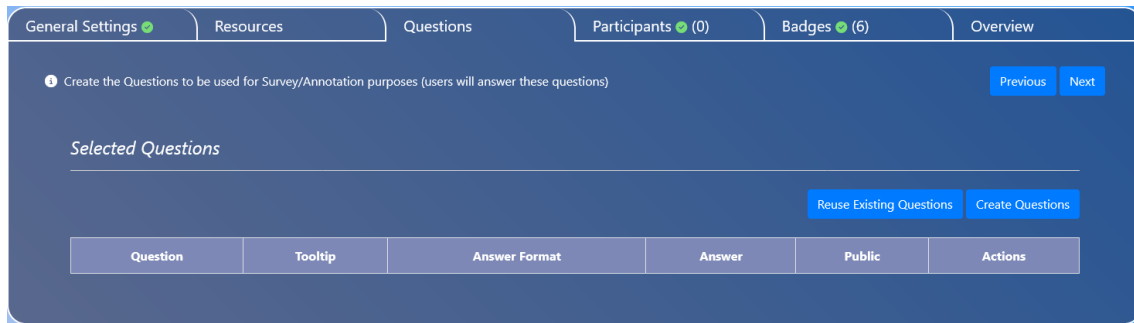 General Settings Resources Questions Participants (0) Badges (6) Overview
Create the Questions to be used for Survey/Annotation purposes (users will answer these questions) Previous Next
Selected Questions
Reuse Existing Questions Create Questions
Question Tooltip Answer Format Answer Public Actions